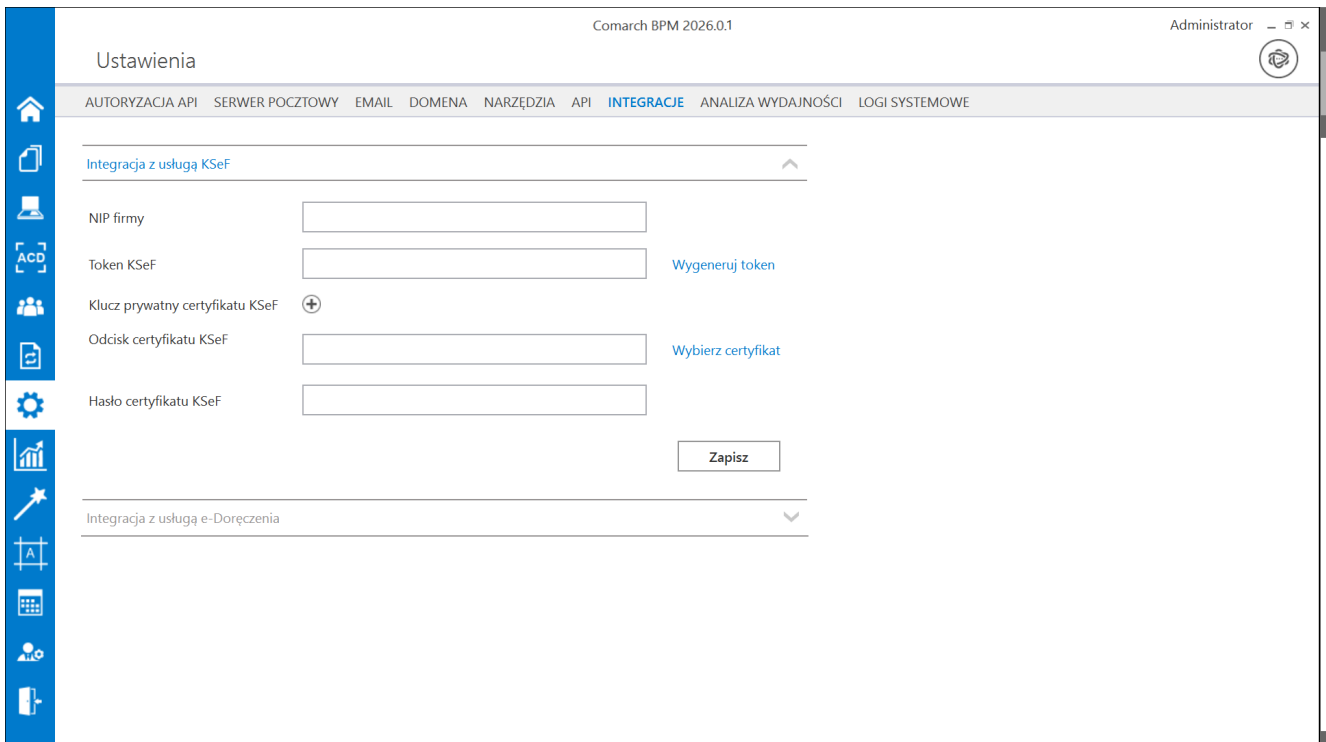 Comarch BPM 2026.0.1
Administrator
Ustawienia
AUTORYZACJA API SERWER POCZTOWY EMAIL DOMENA NARZĘDZIA API INTEGRACJE ANALIZA WYDAJNOŚCI LOGI SYSTEMOWE
ACD
A
Integracja z usługą KSeF
NIP firmy
Token KSeF Wygeneruj token
Klucz prywatny certyfikatu KSeF
Odcisk certyfikatu KSeF Wybierz certyfikat
Hasło certyfikatu KSeF
Zapisz
Integracja z usługą e-Doręczenia